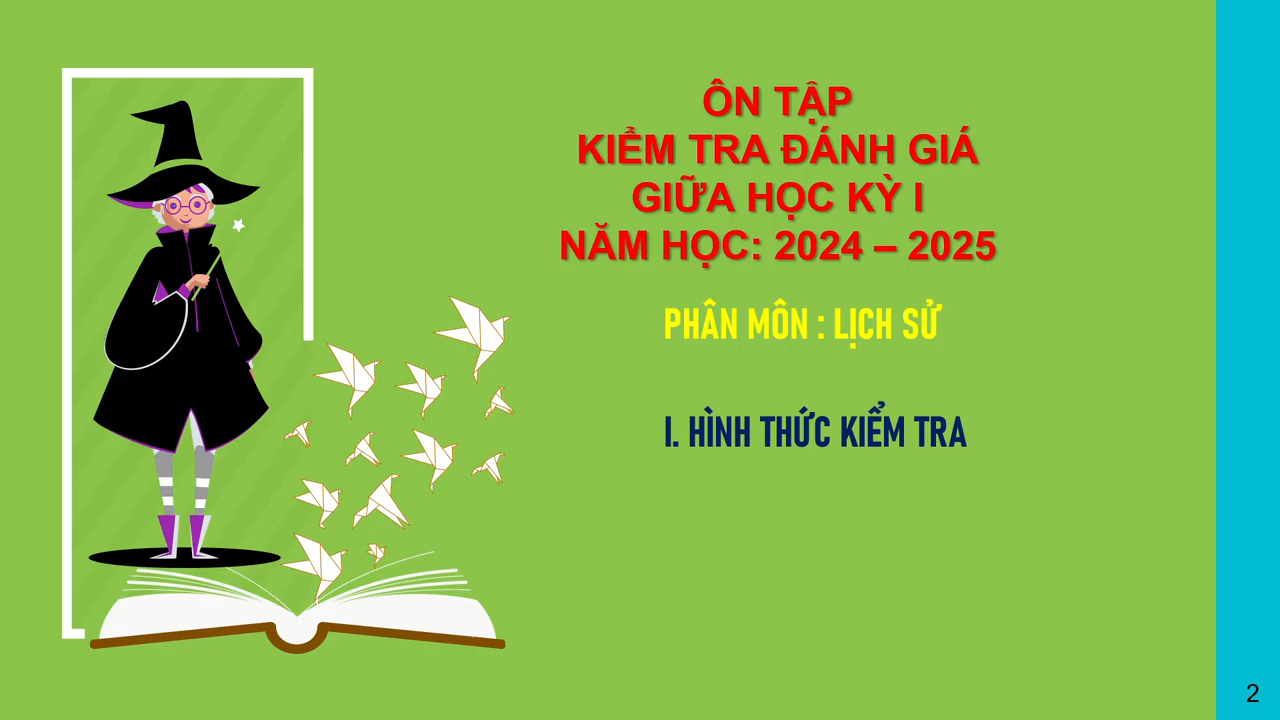 ÔN TẬP
KIỂM TRA ĐÁNH GIÁ
GIỮA HỌC KỲ I
NĂM HỌC: 2024 – 2025
PHÂN MÔN : LỊCH SỬ
I. HÌNH THỨC KIỂM TRA
2